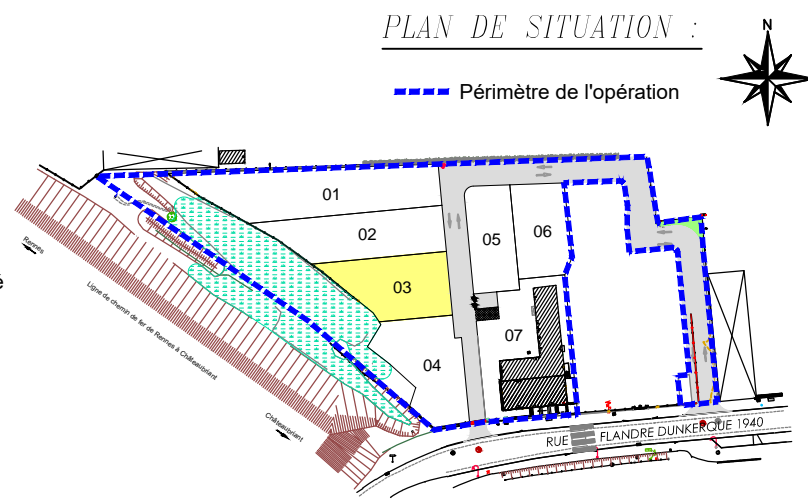 PLAN DE SITUATION :
N
Périmètre de l'opération
01
02
03
04
05
06
07
Rennes
Ligne de chemin de fer de Rennes à Châteaubriant
Châteaubriant
RUE FLANDRE DUNKERQUE 1940